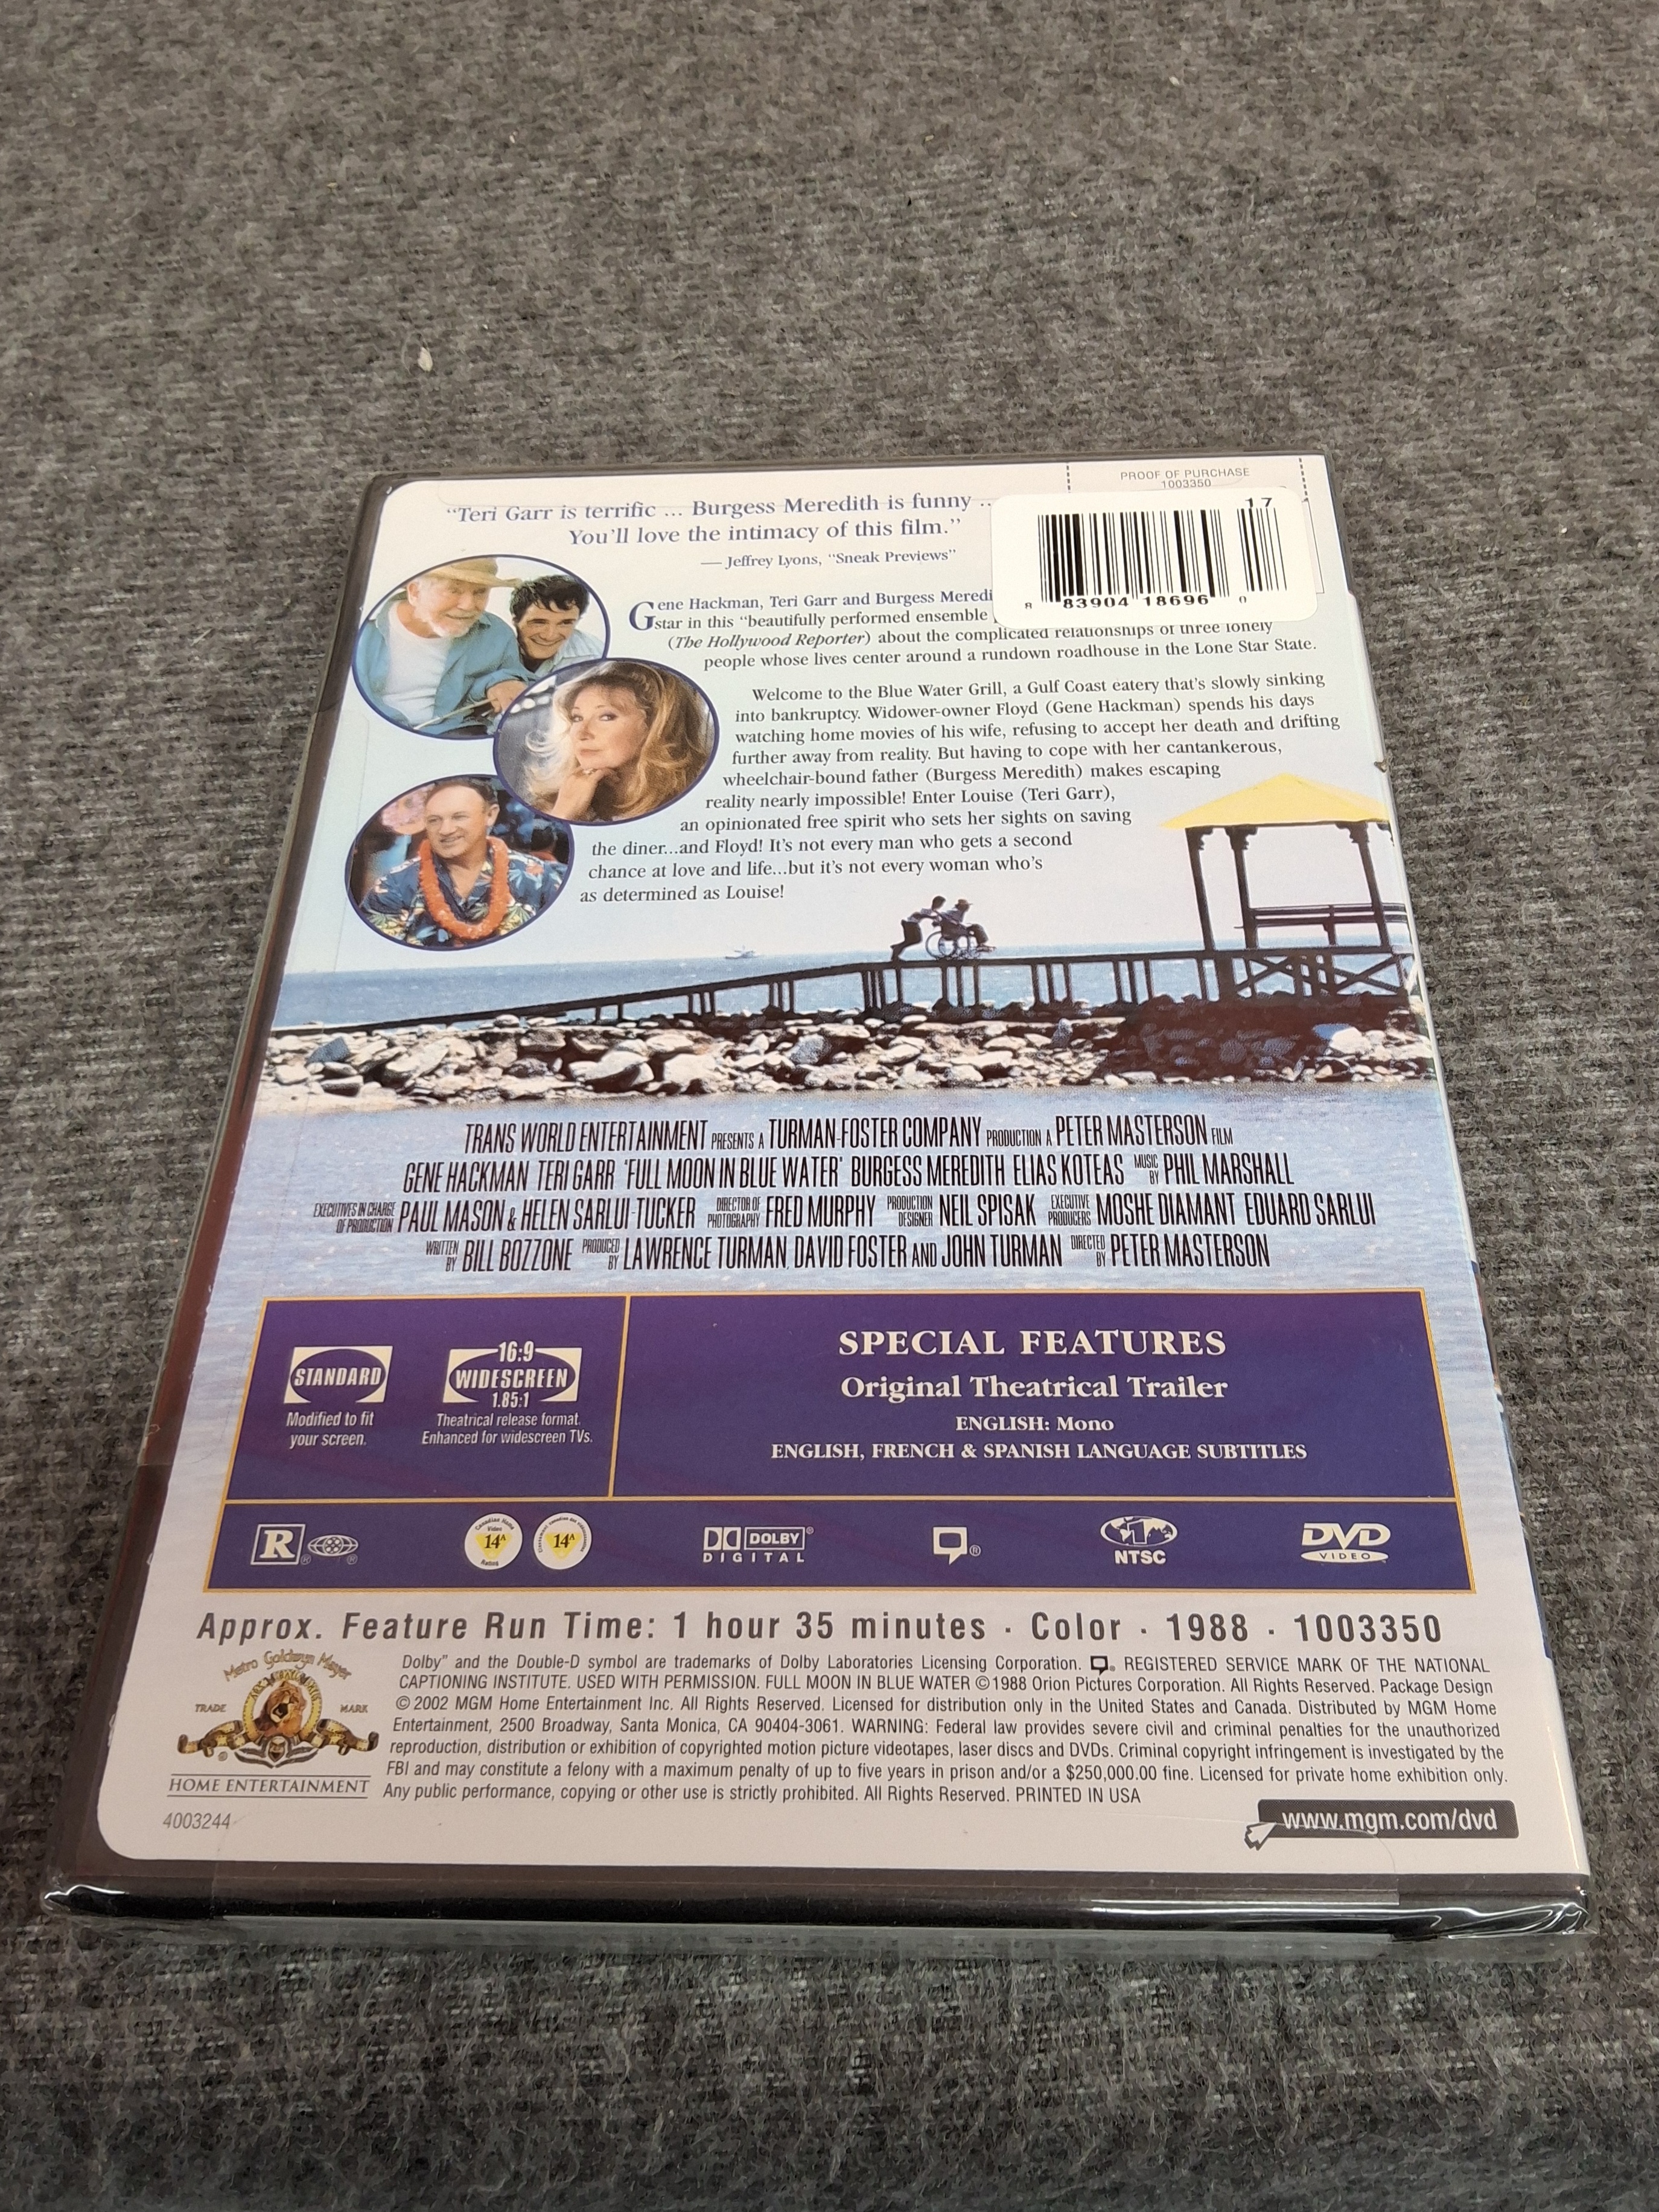 PROOF OF PURCHASE
1003350
"Teri Garr is terrific ... Burgess Meredith is funny ..
You'll love the intimacy of this film."
— Jeffrey Lyons, "Sneak Previews"
17
8 83904 18696 0
Gene Hackman, Teri Garr and Burgess Meredi
star in this "beautifully performed ensemble
(The Hollywood Reporter) about the complicated relationships of three lonely
people whose lives center around a rundown roadhouse in the Lone Star State.
Welcome to the Blue Water Grill, a Gulf Coast eatery that's slowly sinking
into bankruptcy. Widower-owner Floyd (Gene Hackman) spends his days
watching home movies of his wife, refusing to accept her death and drifting
further away from reality. But having to cope with her cantankerous,
wheelchair-bound father (Burgess Meredith) makes escaping
reality nearly impossible! Enter Louise (Teri Garr),
an opinionated free spirit who sets her sights on saving
the diner...and Floyd! It's not every man who gets a second
chance at love and life...but it's not every woman who's
as determined as Louise!
TRANS WORLD ENTERTAINMENT PRESENTS A TURMAN-FOSTER COMPANY PRODUCTION A PETER MASTERSON FILM
GENE HACKMAN TERI GARR 'FULL MOON IN BLUE WATER' BURGESS MEREDITH ELIAS KOTEAS MUSIC BY PHIL MARSHALL
EXECUTIVES IN CHARGE OF PRODUCTION PAUL MASON & HELEN SARLUI-TUCKER DIRECTOR OF PHOTOGRAPHY FRED MURPHY PRODUCTION DESIGNER NEIL SPISAK EXECUTIVE PRODUCERS MOSHE DIAMANT EDUARD SARLUI
WRITTEN BY BILL BOZZONE PRODUCED BY LAWRENCE TURMAN, DAVID FOSTER AND JOHN TURMAN DIRECTED BY PETER MASTERSON
STANDARD
Modified to fit
your screen.
16:9
WIDESCREEN
1.85:1
Theatrical release format.
Enhanced for widescreen TVs.
SPECIAL FEATURES
Original Theatrical Trailer
ENGLISH: Mono
ENGLISH, FRENCH & SPANISH LANGUAGE SUBTITLES
R® ®
Canadian Home Video 14A Rating
14A
DOLBY®
DIGITAL
®
1
NTSC
DVD
VIDEO
Approx. Feature Run Time: 1 hour 35 minutes · Color · 1988 · 1003350
Metro Goldwyn Mayer
TRADE MARK
®
HOME ENTERTAINMENT
Dolby" and the Double-D symbol are trademarks of Dolby Laboratories Licensing Corporation. ® REGISTERED SERVICE MARK OF THE NATIONAL
CAPTIONING INSTITUTE. USED WITH PERMISSION. FULL MOON IN BLUE WATER ©1988 Orion Pictures Corporation. All Rights Reserved. Package Design
©2002 MGM Home Entertainment Inc. All Rights Reserved. Licensed for distribution only in the United States and Canada. Distributed by MGM Home
Entertainment, 2500 Broadway, Santa Monica, CA 90404-3061. WARNING: Federal law provides severe civil and criminal penalties for the unauthorized
reproduction, distribution or exhibition of copyrighted motion picture videotapes, laser discs and DVDs. Criminal copyright infringement is investigated by the
FBI and may constitute a felony with a maximum penalty of up to five years in prison and/or a $250,000.00 fine. Licensed for private home exhibition only.
Any public performance, copying or other use is strictly prohibited. All Rights Reserved. PRINTED IN USA
4003244
www.mgm.com/dvd